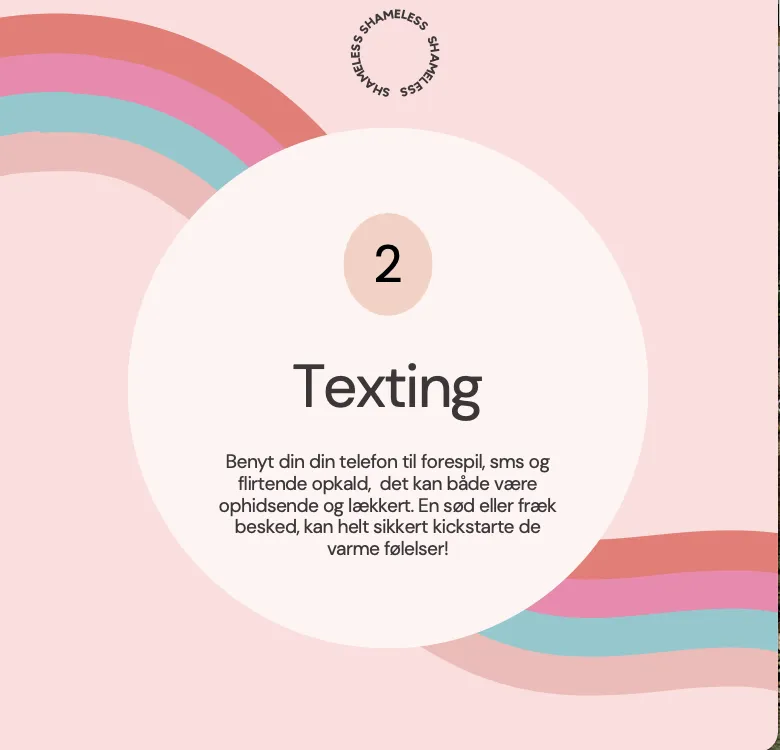 SHAMELESS SHAMELESS SHAMELESS
2
Texting
Benyt din din telefon til forespil, sms og
flirtende opkald,  det kan både være
ophidsende og lækkert. En sød eller fræk
besked, kan helt sikkert kickstarte de
varme følelser!